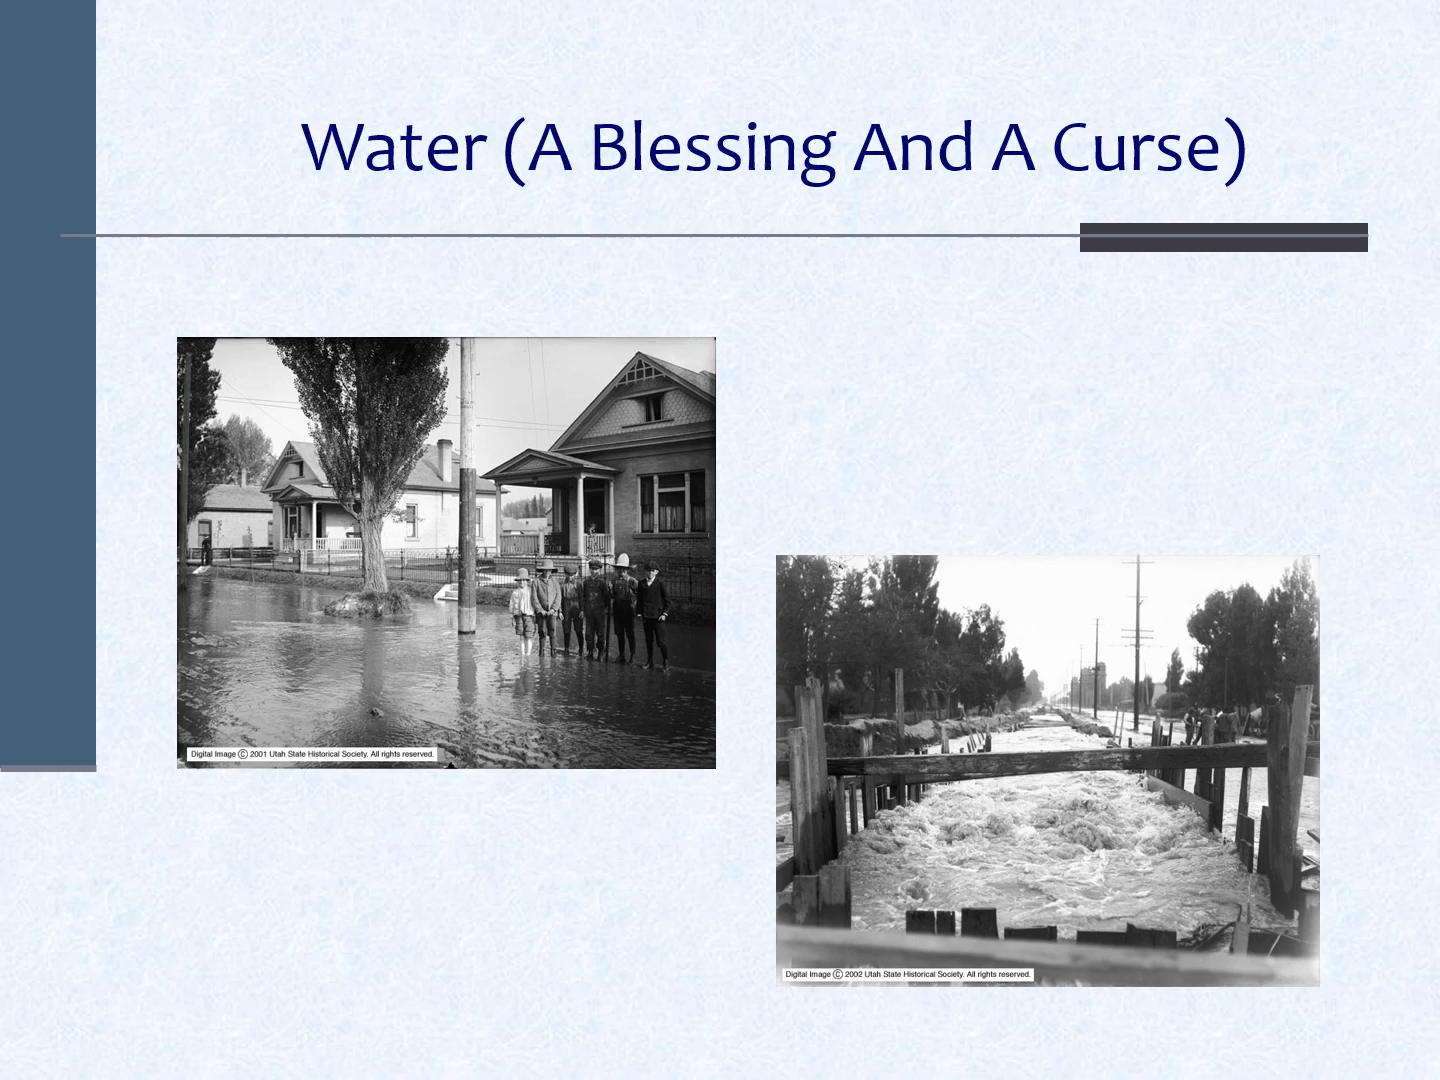 Water (A Blessing And A Curse)
Digital Image © 2001 Utah State Historical Society. All rights reserved.
Digital Image © 2002 Utah State Historical Society. All rights reserved.